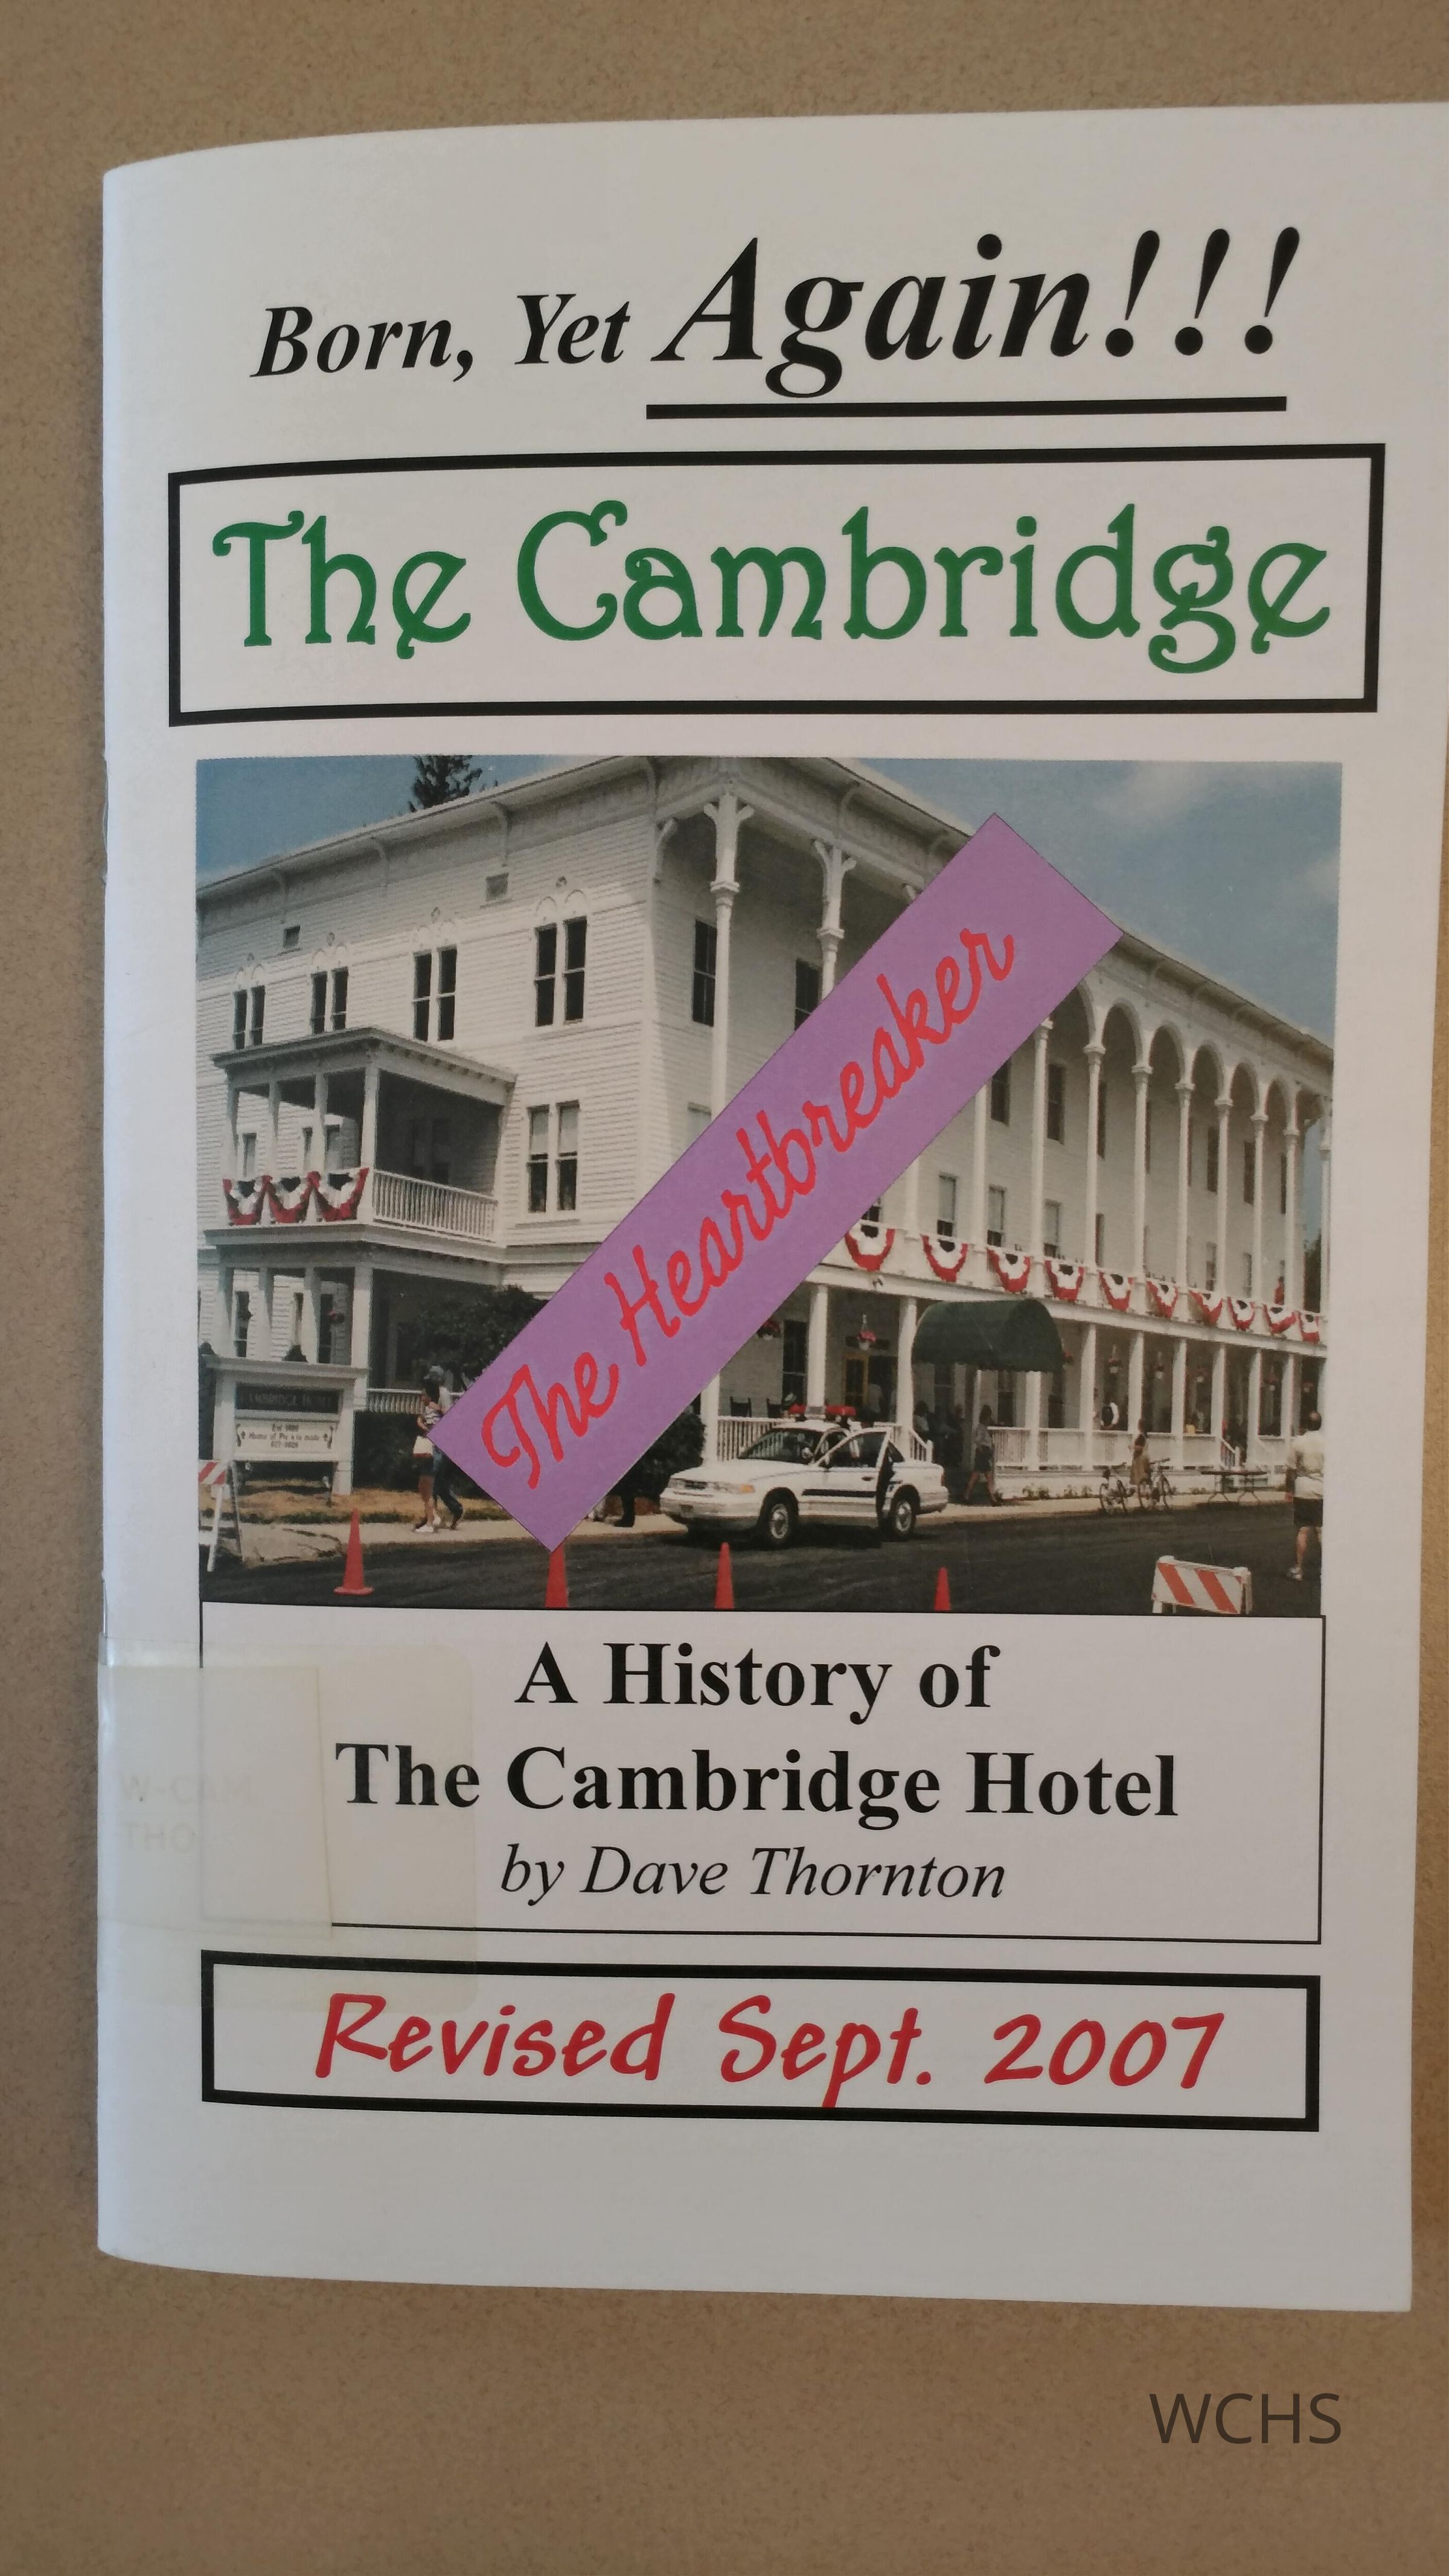 Born, Yet Again!!!
The Cambridge
The Heartbreaker
A History of
The Cambridge Hotel
by Dave Thornton
Revised Sept. 2007
WCHS